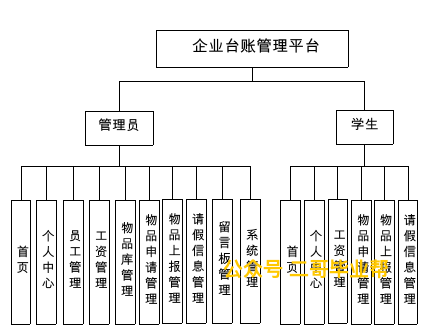 企业台账管理平台
管理员
学生
首页
个人中心
员工管理
工资管理
物品库管理
物品申请管理
物品上报管理
请假信息管理
留言板管理
系统管理
首页
个人中心
工资管理
物品申请管理
物品上报管理
请假信息管理
公众号 二哥毕业帮